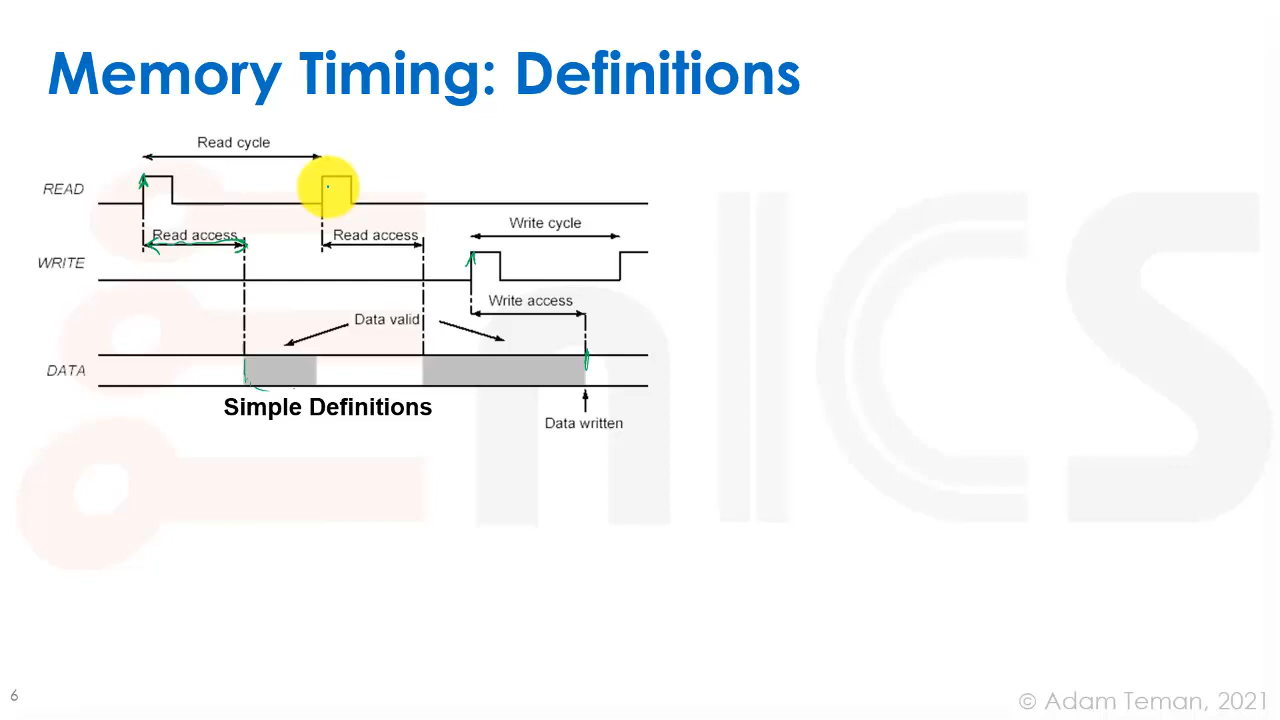 Memory Timing: Definitions
Read cycle
READ
Read access
Read access
Write cycle
WRITE
Write access
Data valid
DATA
Simple Definitions
Data written
nICS
6
© Adam Teman, 2021